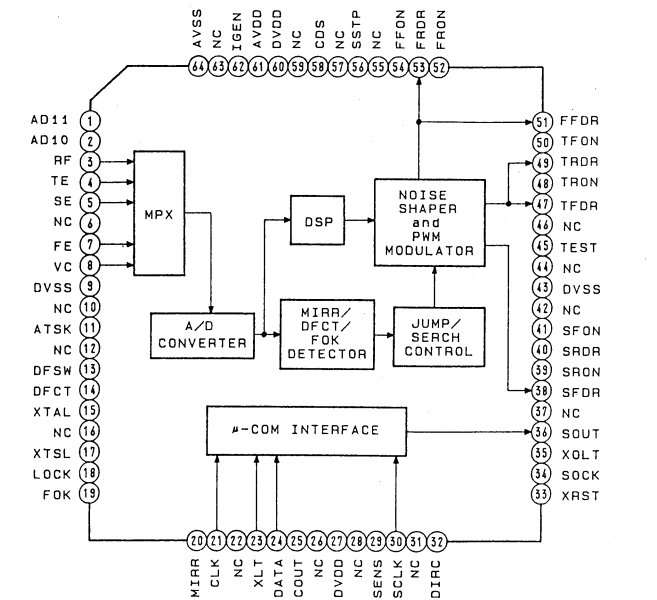 AVSS NC IGEN AVDD DVDD NC CDS NC SSTP NC FFON FRDR FRON
64 63 62 61 60 59 58 57 56 55 54 53 52
AD11 1
AD10 2
RF 3
TE 4
SE 5
NC 6
FE 7
VC 8
DVSS 9
NC 10
ATSK 11
NC 12
DFSW 13
DFCT 14
XTAL 15
NC 16
XTSL 17
LOCK 18
FOK 19
MPX
A/D
CONVERTER
DSP
MIRR/
DFCT/
FOK
DETECTOR
NOISE
SHAPER
and
PWM
MODULATOR
JUMP/
SERCH
CONTROL
μ-COM INTERFACE
51 FFDR
50 TFON
49 TRDR
48 TRON
47 TFDR
46 NC
45 TEST
44 NC
43 DVSS
42 NC
41 SFON
40 SRDR
39 SRON
38 SFDR
37 NC
36 SOUT
35 XOLT
34 SOCK
33 XRST
20 21 22 23 24 25 26 27 28 29 30 31 32
MIRR CLK NC XLT DATA COUT NC DVDD NC SENS SCLK NC DIRC